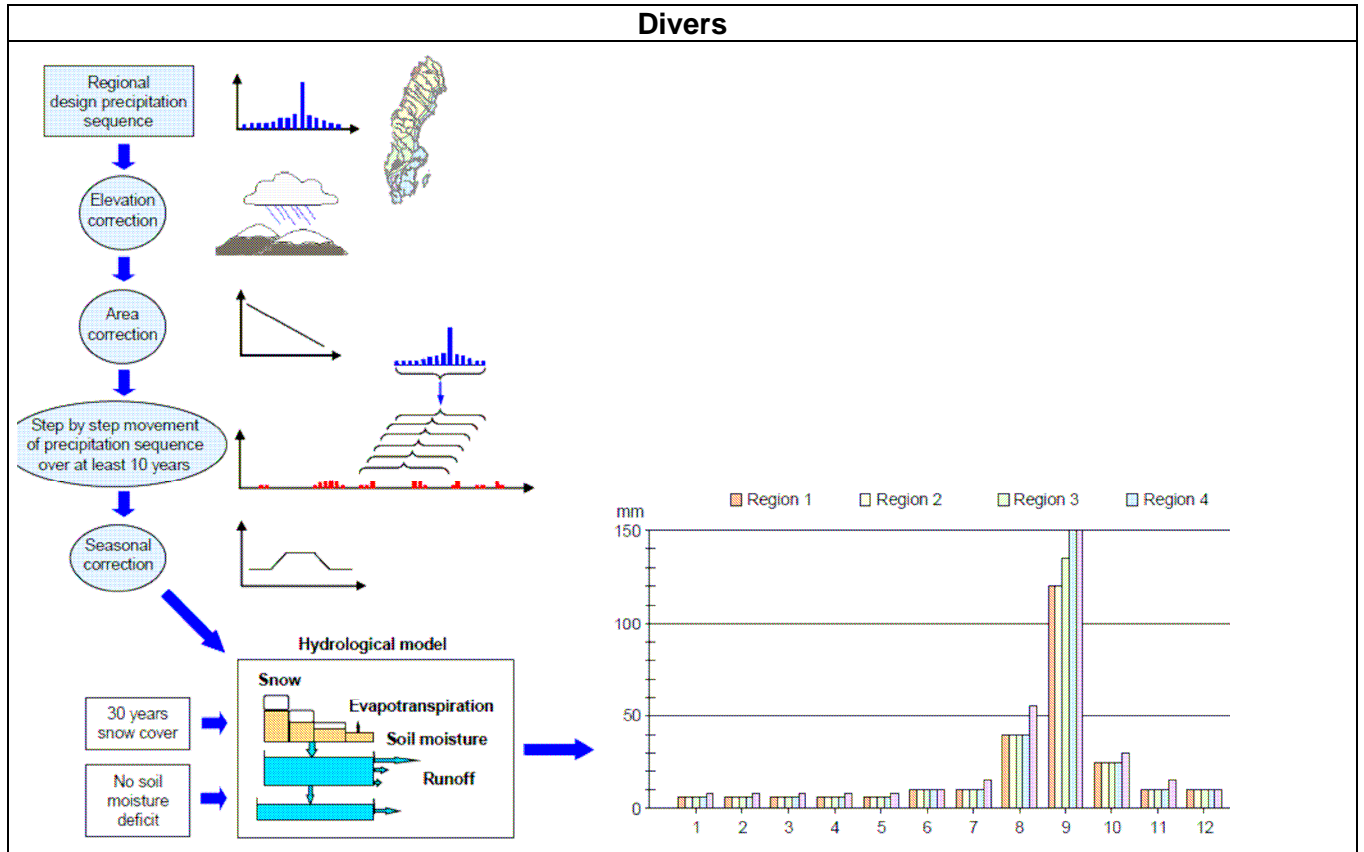 Divers
Regional
design precipitation
sequence
Elevation
correction
Area
correction
Step by step movement
of precipitation sequence
over at least 10 years
Seasonal
correction
Hydrological model
Snow
Evapotranspiration
Soil moisture
Runoff
30 years
snow cover
No soil
moisture
deficit
Region 1 Region 2 Region 3 Region 4
mm
150
100
50
0
1 2 3 4 5 6 7 8 9 10 11 12